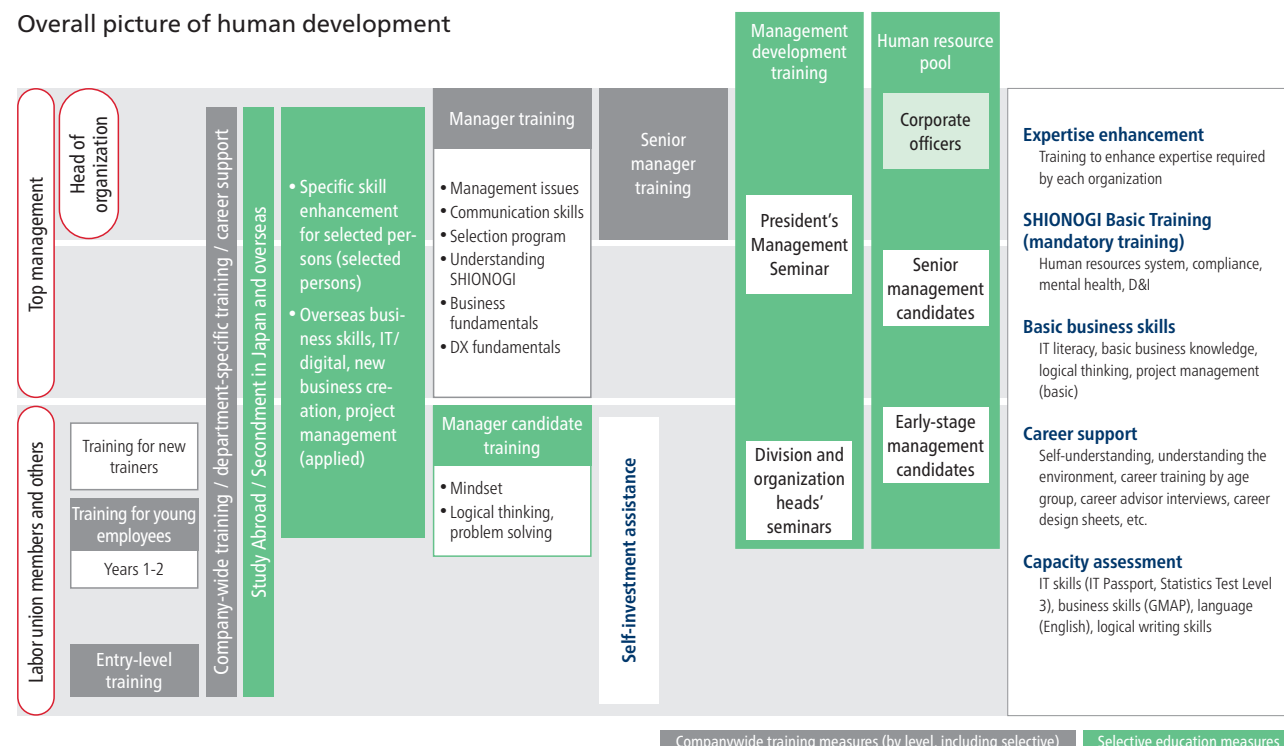 Overall picture of human development
Management
development
training
Human resource
pool
Top management
Head of
organization
Labor union members and others
Training for new
trainers
Training for young
employees
Years 1-2
Entry-level
training
Company-wide training / department-specific training / career support
Study Abroad / Secondment in Japan and overseas
• Specific skill
enhancement
for selected per-
sons (selected
persons)
• Overseas busi-
ness skills, IT/
digital, new
business cre-
ation, project
management
(applied)
Manager training
• Management issues
• Communication skills
• Selection program
• Understanding
SHIONOGI
• Business
fundamentals
• DX fundamentals
Manager candidate
training
• Mindset
• Logical thinking,
problem solving
Senior
manager
training
Self-investment assistance
President's
Management
Seminar
Division and
organization
heads'
seminars
Corporate
officers
Senior
management
candidates
Early-stage
management
candidates
Expertise enhancement
Training to enhance expertise required
by each organization
SHIONOGI Basic Training
(mandatory training)
Human resources system, compliance,
mental health, D&I
Basic business skills
IT literacy, basic business knowledge,
logical thinking, project management
(basic)
Career support
Self-understanding, understanding the
environment, career training by age
group, career advisor interviews, career
design sheets, etc.
Capacity assessment
IT skills (IT Passport, Statistics Test Level
3), business skills (GMAP), language
(English), logical writing skills
Companywide training measures (by level, including selective)
Selective education measures